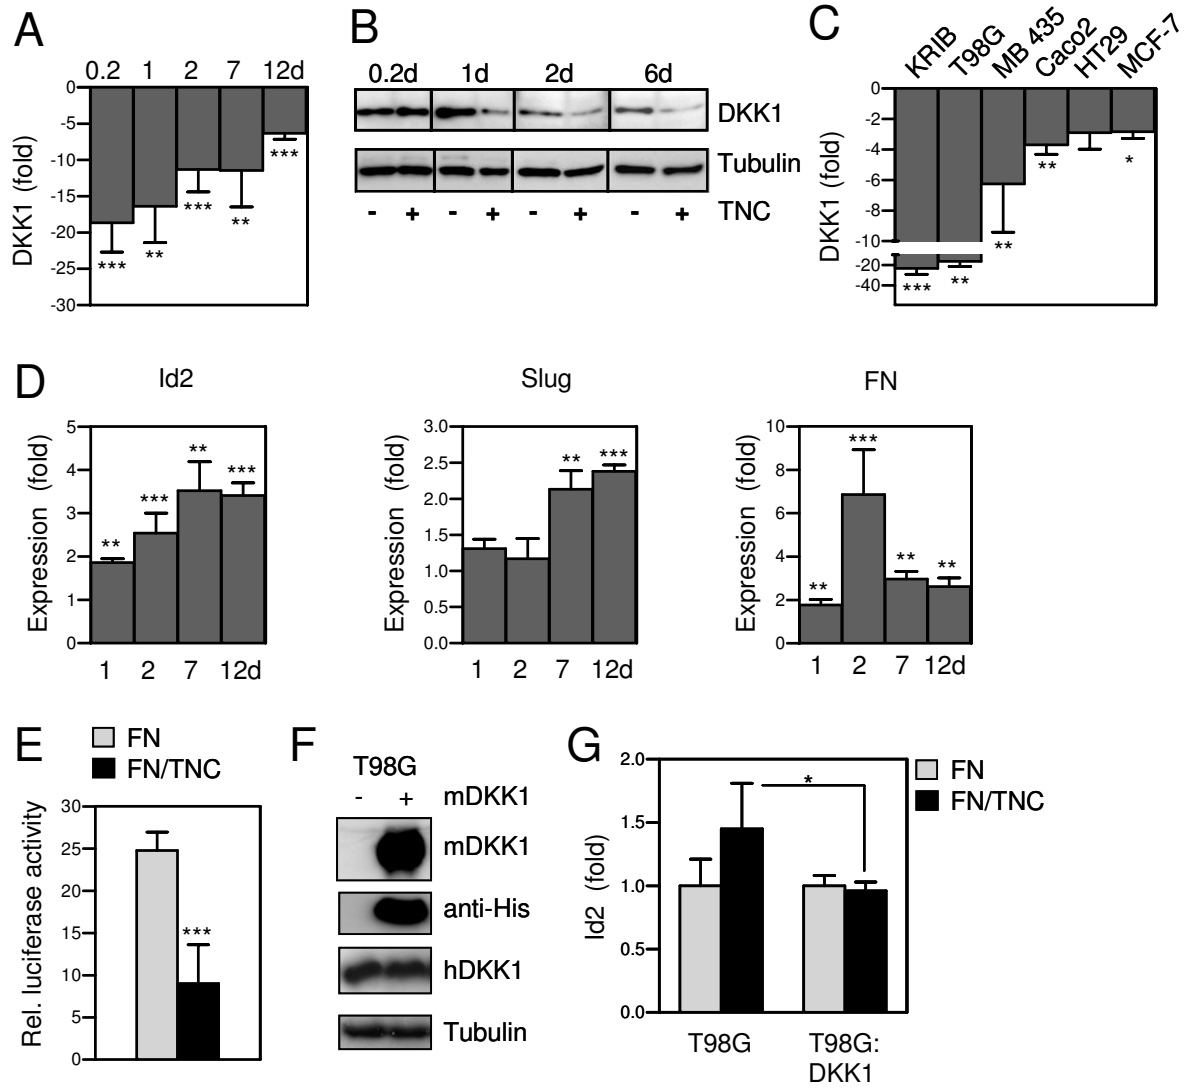 A
0.2 1 2 7 12d
DKK1 (fold)
0
-5
-10
-15
-20
-25
-30
*** ** *** ** ***
B
0.2d 1d 2d 6d
DKK1
Tubulin
- + - + - + - + TNC
C
KRIB T98G MB 435 Caco2 HT29 MCF-7
DKK1 (fold)
0
-2
-4
-6
-8
-10
-20
-40
*** ** ** ** *
D
Id2
Expression (fold)
5
4
3
2
1
0
** *** ** ***
1 2 7 12d
Slug
Expression (fold)
3.0
2.5
2.0
1.5
1.0
0.5
0.0
** ***
1 2 7 12d
FN
Expression (fold)
10
8
6
4
2
0
** *** ** **
1 2 7 12d
E
FN
FN/TNC
Rel. luciferase activity
30
25
20
15
10
5
0
***
F
T98G
- + mDKK1
mDKK1
anti-His
hDKK1
Tubulin
G
FN
FN/TNC
Id2 (fold)
2.0
1.5
1.0
0.5
0.0
*
T98G T98G:
DKK1